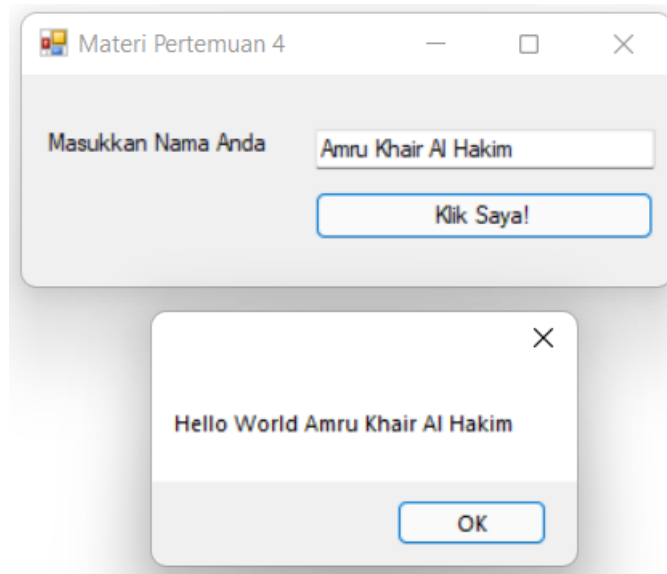 Materi Pertemuan 4
Masukkan Nama Anda
Amru Khair Al Hakim
Klik Saya!
Hello World Amru Khair Al Hakim
OK